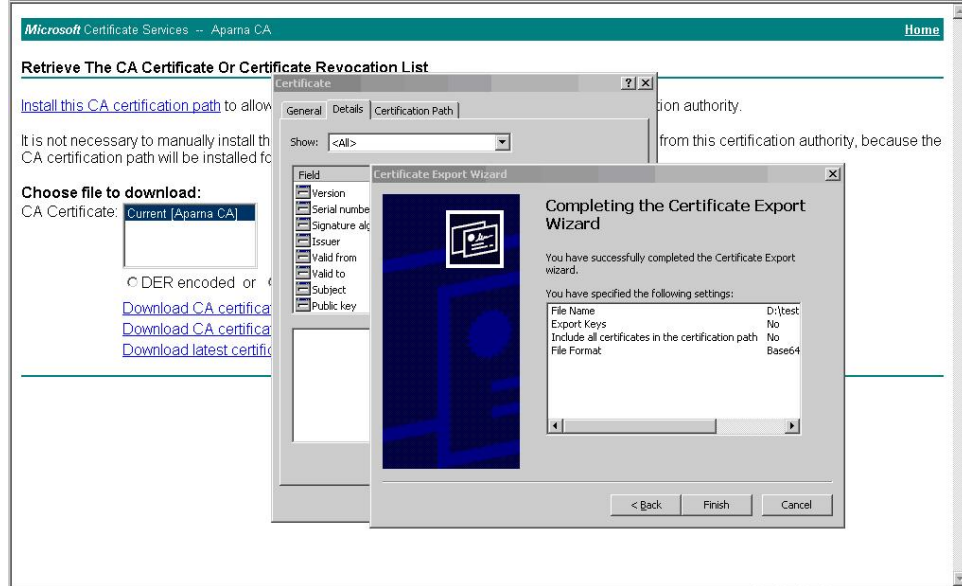 Microsoft Certificate Services -- Aparna CA
Home
Retrieve The CA Certificate Or Certificate Revocation List
Install this CA certification path to allow
ion authority.
It is not necessary to manually install th
from this certification authority, because the
CA certification path will be installed fo
Choose file to download:
CA Certificate:
Current [Aparna CA]
DER encoded or
Download CA certifica
Download CA certifica
Download latest certific
Certificate
General
Details
Certification Path
Show:
<All>
Field
Version
Serial numbe
Signature alg
Issuer
Valid from
Valid to
Subject
Public key
Certificate Export Wizard
Completing the Certificate Export
Wizard
You have successfully completed the Certificate Export
wizard.
You have specified the following settings:
File Name D:\test
Export Keys No
Include all certificates in the certification path No
File Format Base64
< Back
Finish
Cancel